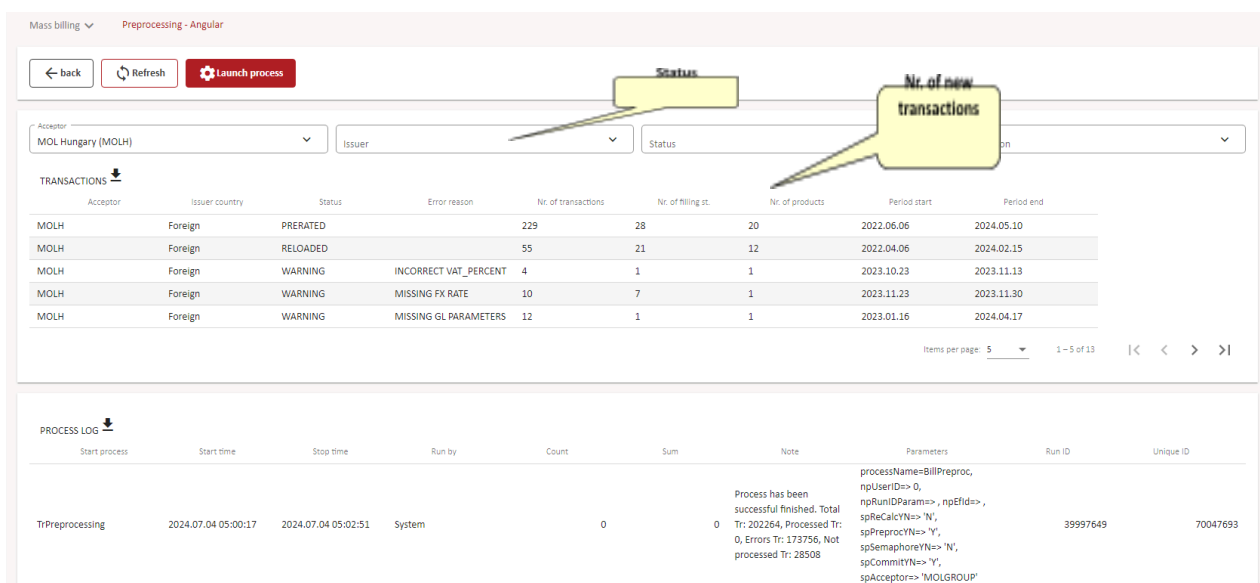 Mass billing Preprocessing - Angular
back Refresh Launch process
Status
Nr. of new
transactions
Acceptor
MOL Hungary (MOLH) Issuer Status on
TRANSACTIONS
Acceptor Issuer country Status Error reason Nr. of transactions Nr. of filling st. Nr. of products Period start Period end
MOLH Foreign PRERATED 229 28 20 2022.06.06 2024.05.10
MOLH Foreign RELOADED 55 21 12 2022.04.06 2024.02.15
MOLH Foreign WARNING INCORRECT VAT_PERCENT 4 1 1 2023.10.23 2023.11.13
MOLH Foreign WARNING MISSING FX RATE 10 7 1 2023.11.23 2023.11.30
MOLH Foreign WARNING MISSING GL PARAMETERS 12 1 1 2023.01.16 2024.04.17
Items per page: 5 1 – 5 of 13
PROCESS LOG
Start process Start time Stop time Run by Count Sum Note Parameters Run ID Unique ID
TrPreprocessing 2024.07.04 05:00:17 2024.07.04 05:02:51 System 0 0
Process has been
successful finished. Total
Tr: 202264, Processed Tr:
0, Errors Tr: 173756, Not
processed Tr: 28508
processName=BillPreproc,
npUserID=> 0,
npRunIDParam=> , npEfId=> ,
spReCalcYN=> 'N',
spPreprocYN=> 'Y',
spSemaphoreYN=> 'N',
spCommitYN=> 'Y',
spAcceptor=> 'MOLGROUP'
39997649 70047693